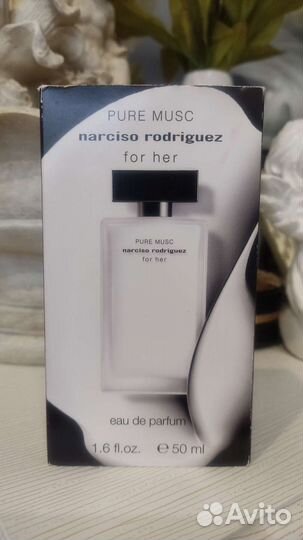 PURE MUSC
narciso rodriguez
for her
PURE MUSC
narciso rodriguez
for her
eau de parfum
1.6 fl.oz. e 50 ml
Avito